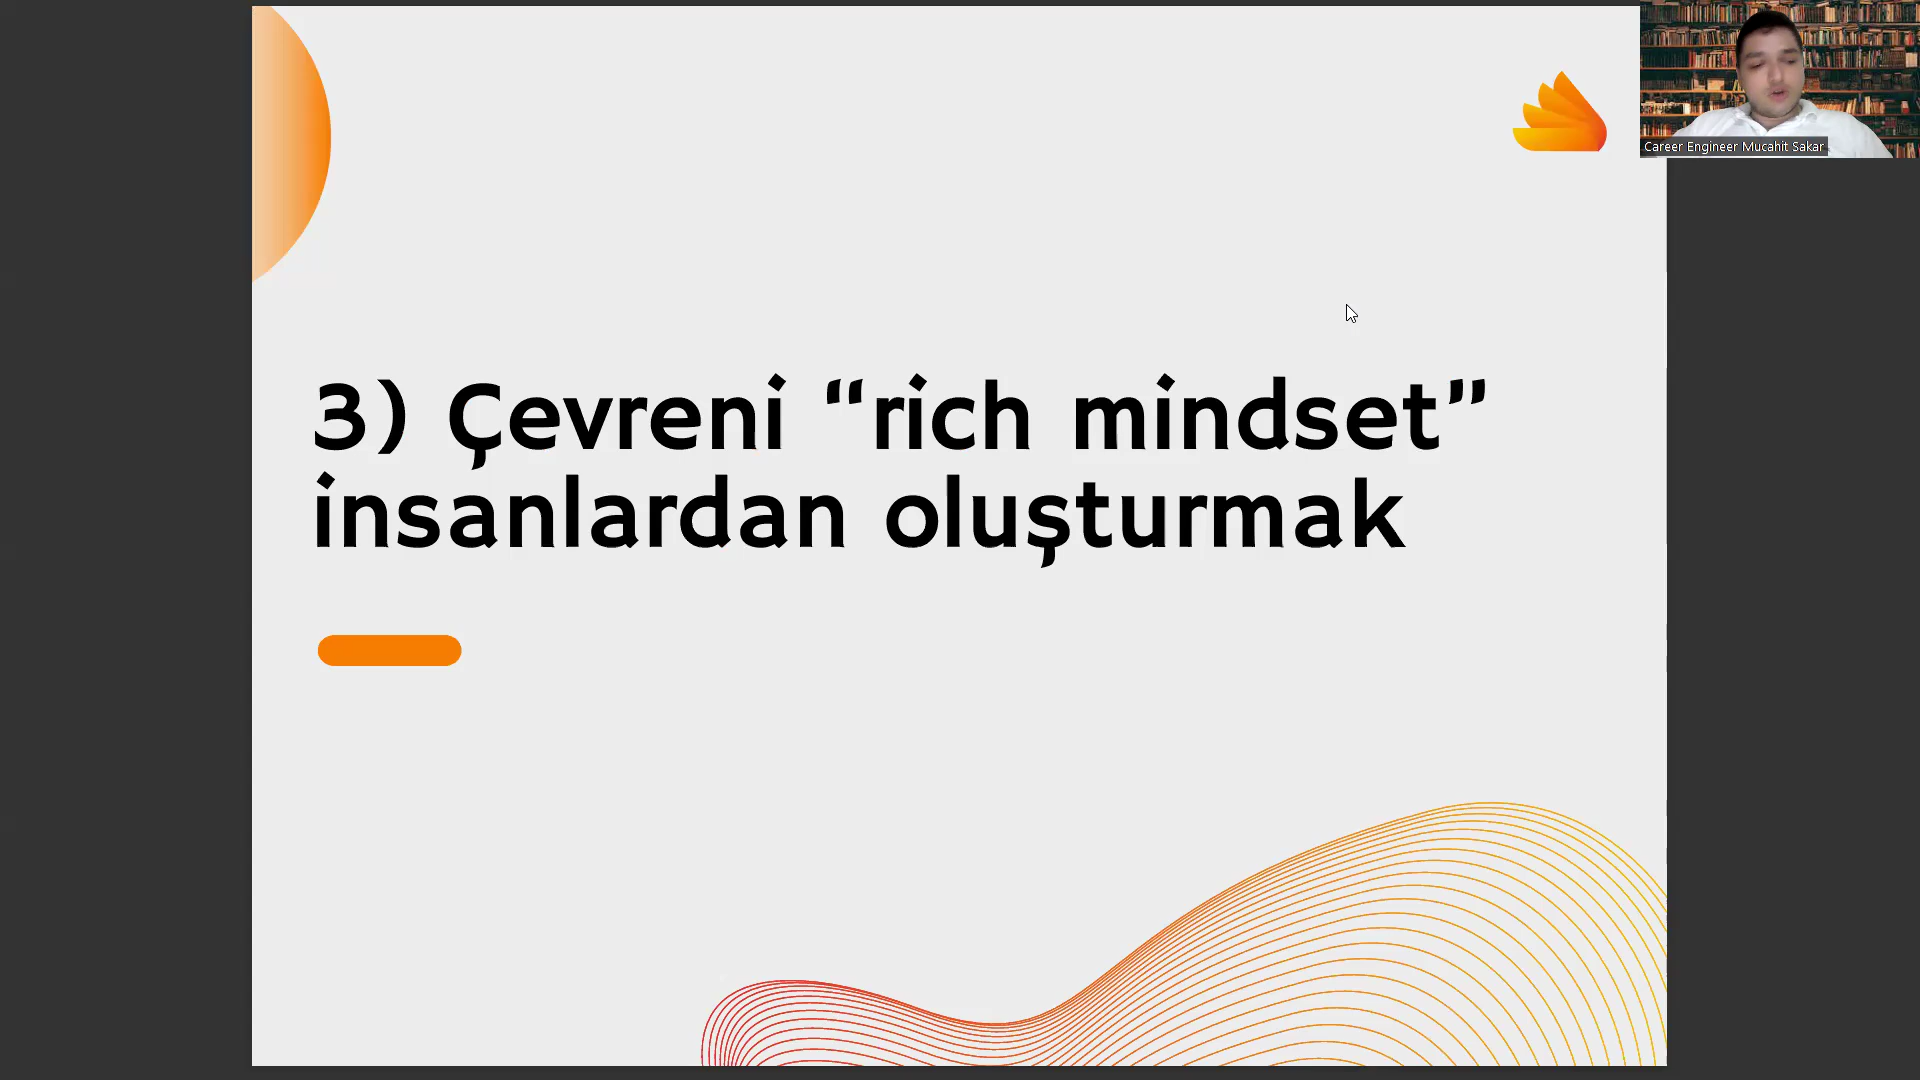 Career Engineer Mucahit Sakar
3) Çevreni “rich mindset”
insanlardan oluşturmak